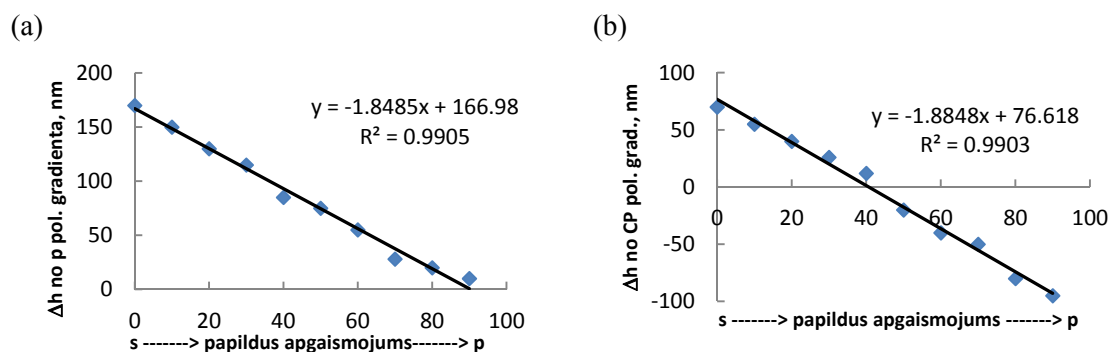 (a)
Δh no p pol. gradienta, nm
200
150
100
50
0
y = -1.8485x + 166.98
R² = 0.9905
0 20 40 60 80 100
s -------> papildus apgaismojums-------> p
(b)
Δh no CP pol. grad., nm
100
50
0
-50
-100
y = -1.8848x + 76.618
R² = 0.9903
0 20 40 60 80 100
s -------> papildus apgaismojums -------> p